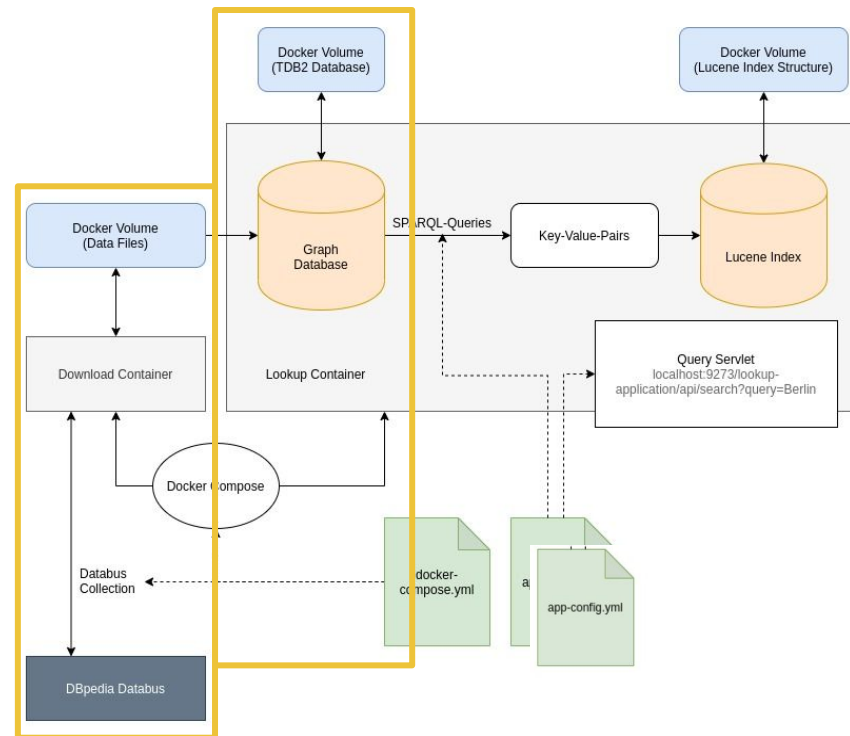 Docker Volume
(TDB2 Database)
Docker Volume
(Lucene Index Structure)
Docker Volume
(Data Files)
Graph
Database
SPARQL-Queries
Key-Value-Pairs
Lucene Index
Download Container
Lookup Container
Query Servlet
localhost:9273/lookup-
application/api/search?query=Berlin
Docker Compose
Databus
Collection
docker-
compose.yml
ap
app-config.yml
DBpedia Databus